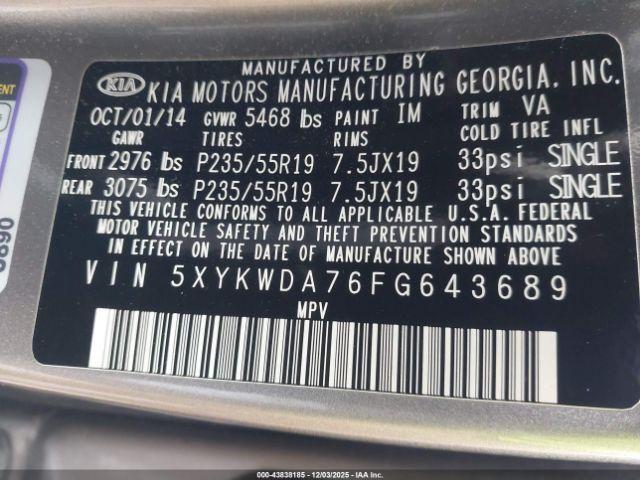 MANUFACTURED BY
KIA KIA MOTORS MANUFACTURING GEORGIA, INC.
OCT/01/14 GVWR 5468 lbs PAINT IM TRIM VA
GAWR TIRES RIMS COLD TIRE INFL
FRONT 2976 lbs P235/55R19 7.5JX19 33psi SINGLE
REAR 3075 lbs P235/55R19 7.5JX19 33psi SINGLE
THIS VEHICLE CONFORMS TO ALL APPLICABLE U.S.A. FEDERAL
MOTOR VEHICLE SAFETY AND THEFT PREVENTION STANDARDS
IN EFFECT ON THE DATE OF MANUFACTURE SHOWN ABOVE.
VIN 5XYKWDA76FG643689
MPV
000-43838185 - 12/03/2025 - IAA Inc.